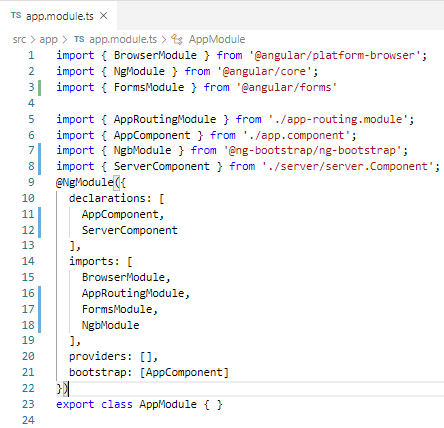 TS app.module.ts ×
src > app > TS app.module.ts > AppModule
1 import { BrowserModule } from '@angular/platform-browser';
2 import { NgModule } from '@angular/core';
3 import { FormsModule } from '@angular/forms'
4
5 import { AppRoutingModule } from './app-routing.module';
6 import { AppComponent } from './app.component';
7 import { NgbModule } from '@ng-bootstrap/ng-bootstrap';
8 import { ServerComponent } from './server/server.Component';
9 @NgModule({
10 declarations: [
11 AppComponent,
12 ServerComponent
13 ],
14 imports: [
15 BrowserModule,
16 AppRoutingModule,
17 FormsModule,
18 NgbModule
19 ],
20 providers: [],
21 bootstrap: [AppComponent]
22 })
23 export class AppModule { }
24